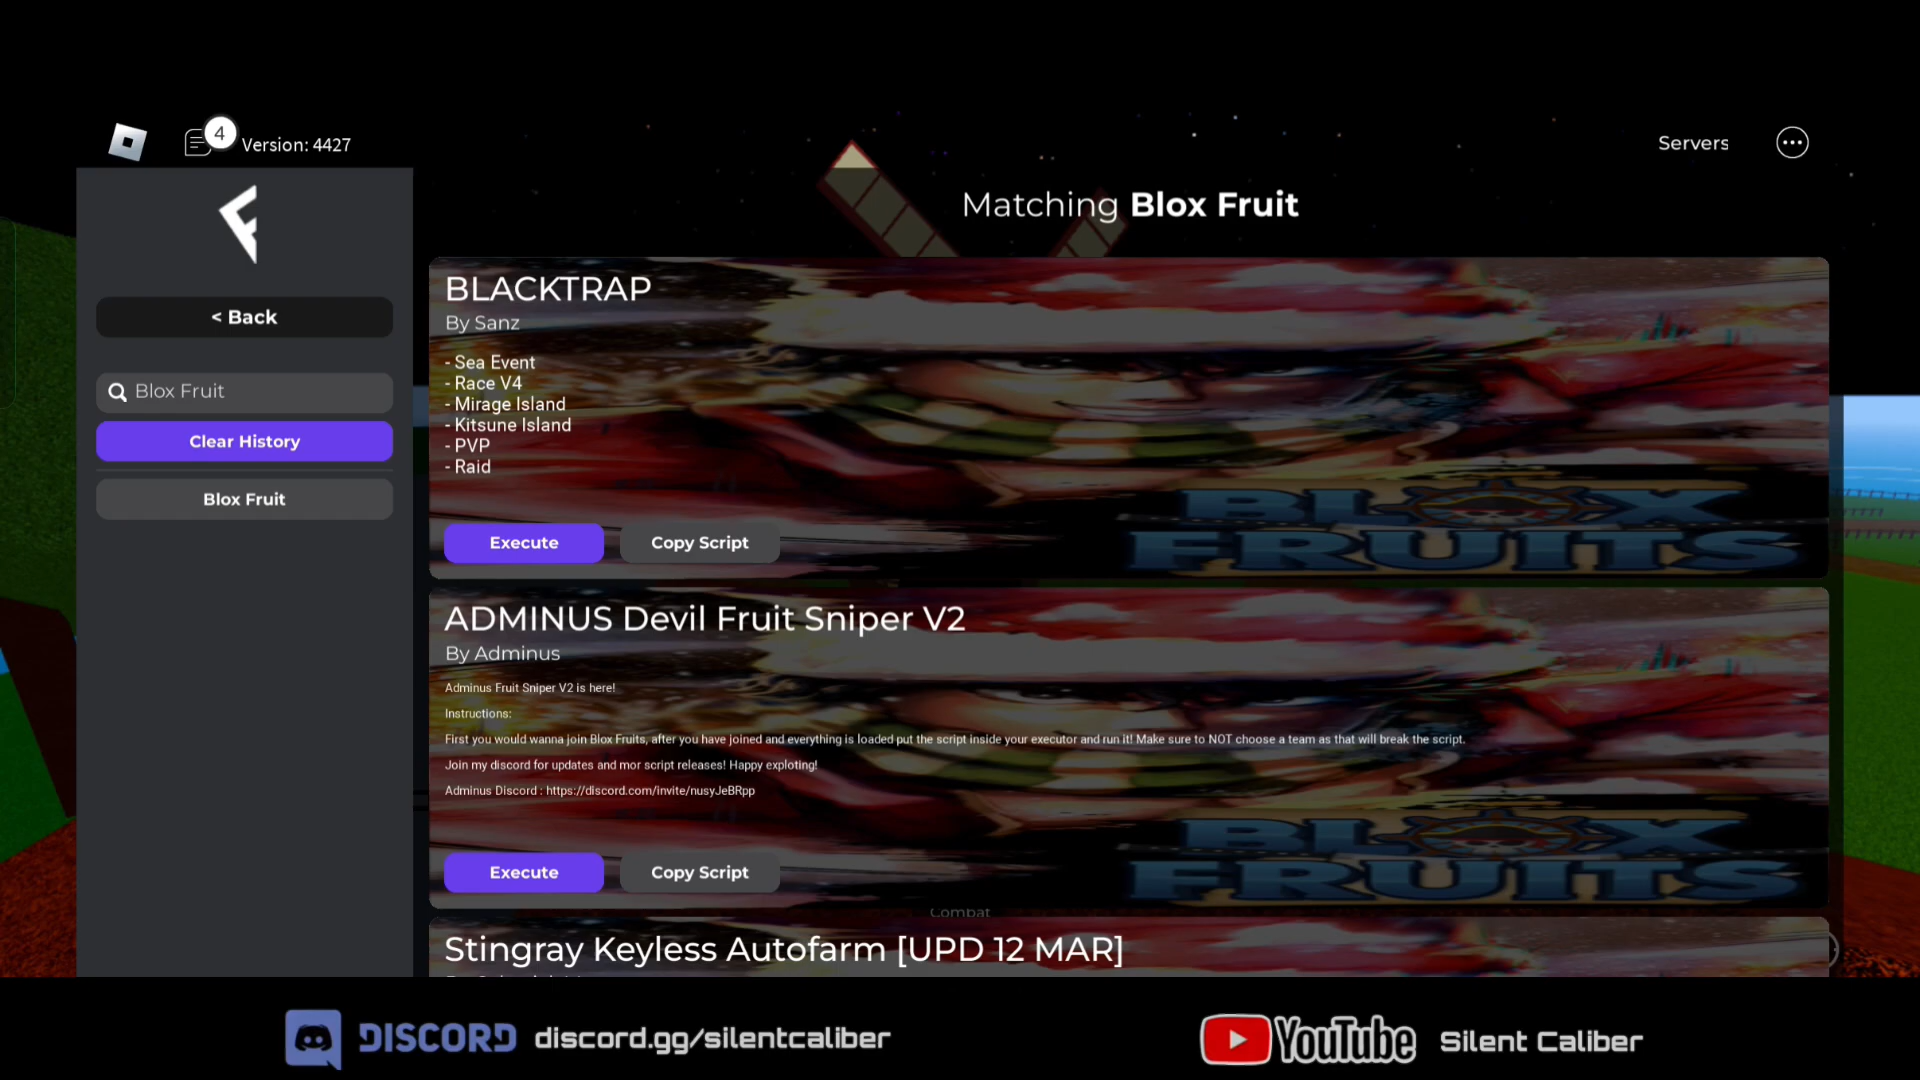 4
Version: 4427
Servers
Matching Blox Fruit
< Back
Blox Fruit
Clear History
Blox Fruit
BLACKTRAP
By Sanz
- Sea Event
- Race V4
- Mirage Island
- Kitsune Island
- PVP
- Raid
Execute
Copy Script
BLOX
FRUITS
ADMINUS Devil Fruit Sniper V2
By Adminus
Adminus Fruit Sniper V2 is here!
Instructions:
First you would wanna join Blox Fruits, after you have joined and everything is loaded put the script inside your executor and run it! Make sure to NOT choose a team as that will break the script.
Join my discord for updates and mor script releases! Happy exploting!
Adminus Discord : https://discord.com/invite/nusyJeBRpp
Execute
Copy Script
BLOX
FRUITS
Combat
Stingray Keyless Autofarm [UPD 12 MAR]
DISCORD discord.gg/silentcaliber
YouTube Silent Caliber